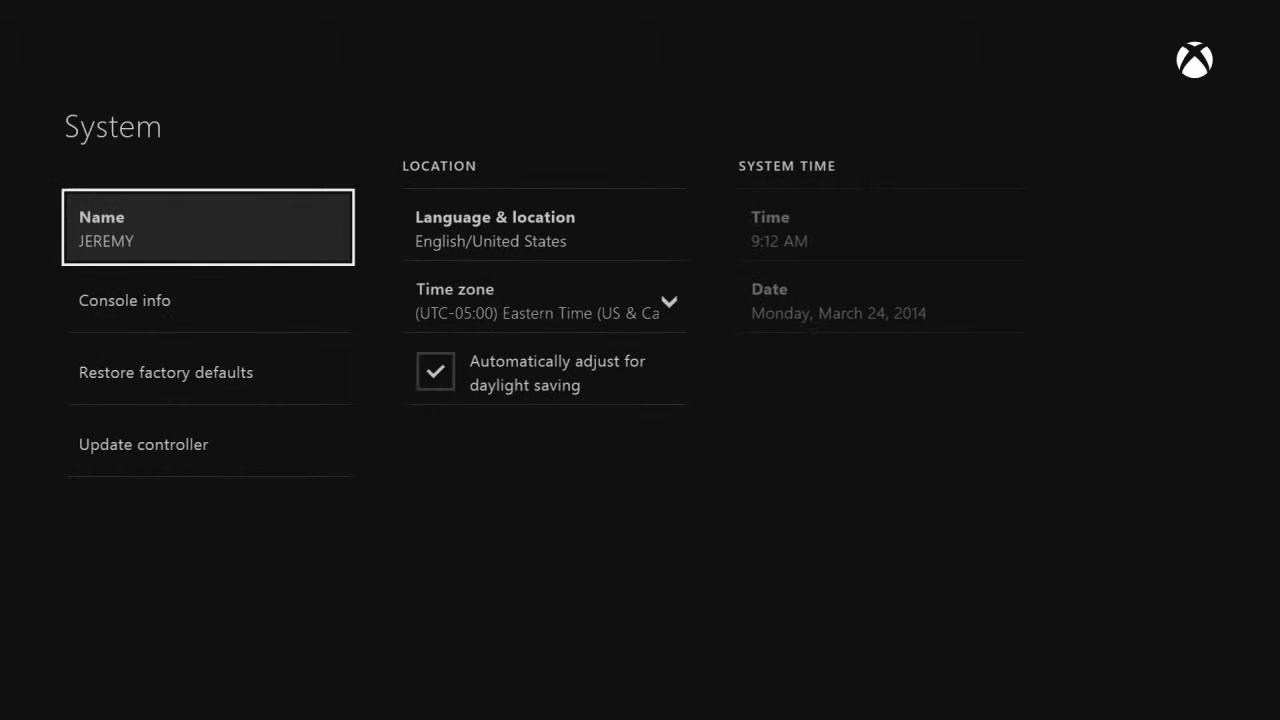 System
Name
JEREMY
Console info
Restore factory defaults
Update controller
LOCATION
Language & location
English/United States
Time zone
(UTC-05:00) Eastern Time (US & Ca
Automatically adjust for
daylight saving
SYSTEM TIME
Time
9:12 AM
Date
Monday, March 24, 2014